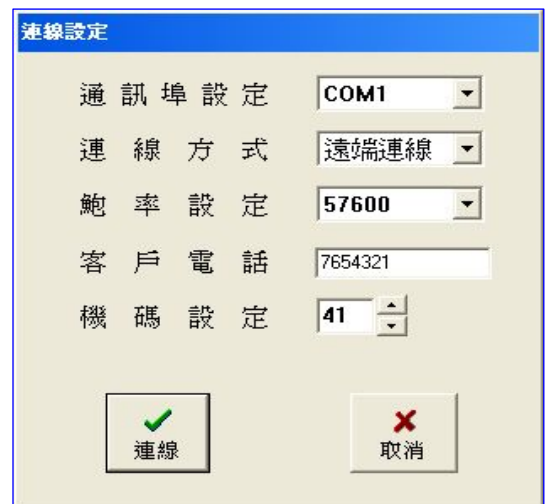 連線設定
通訊埠設定 COM1
連線方式 遠端連線
鮑率設定 57600
客戶電話 7654321
機碼設定 41
連線 取消